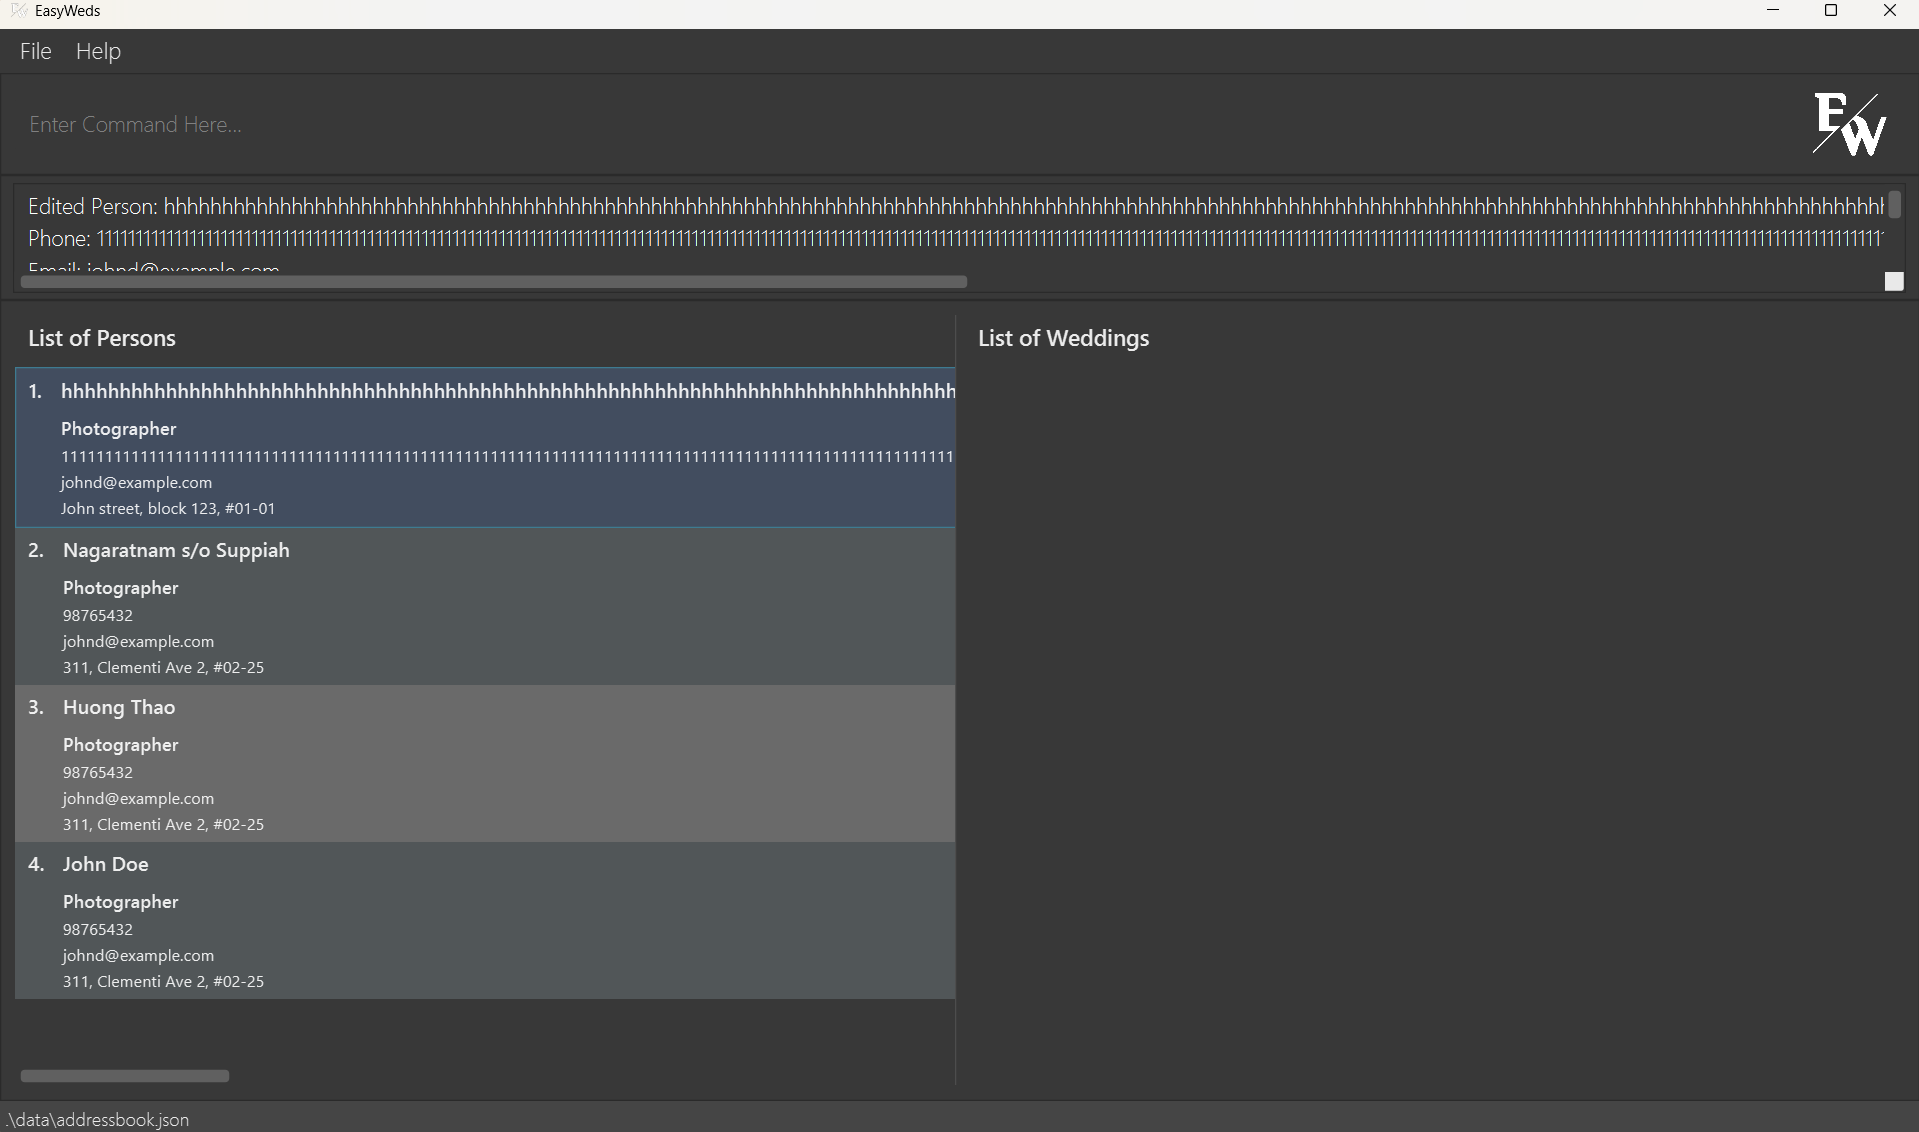 EasyWeds
File Help
Enter Command Here...
EW
Phone:
Edited Person:
Email: johnd@example.com
List of Persons
List of Weddings
1.
Photographer
johnd@example.com
John street, block 123, #01-01
2. Nagaratnam s/o Suppiah
Photographer
98765432
johnd@example.com
311, Clementi Ave 2, #02-25
3. Huong Thao
Photographer
98765432
johnd@example.com
311, Clementi Ave 2, #02-25
4. John Doe
Photographer
98765432
johnd@example.com
311, Clementi Ave 2, #02-25
.\data\addressbook.json